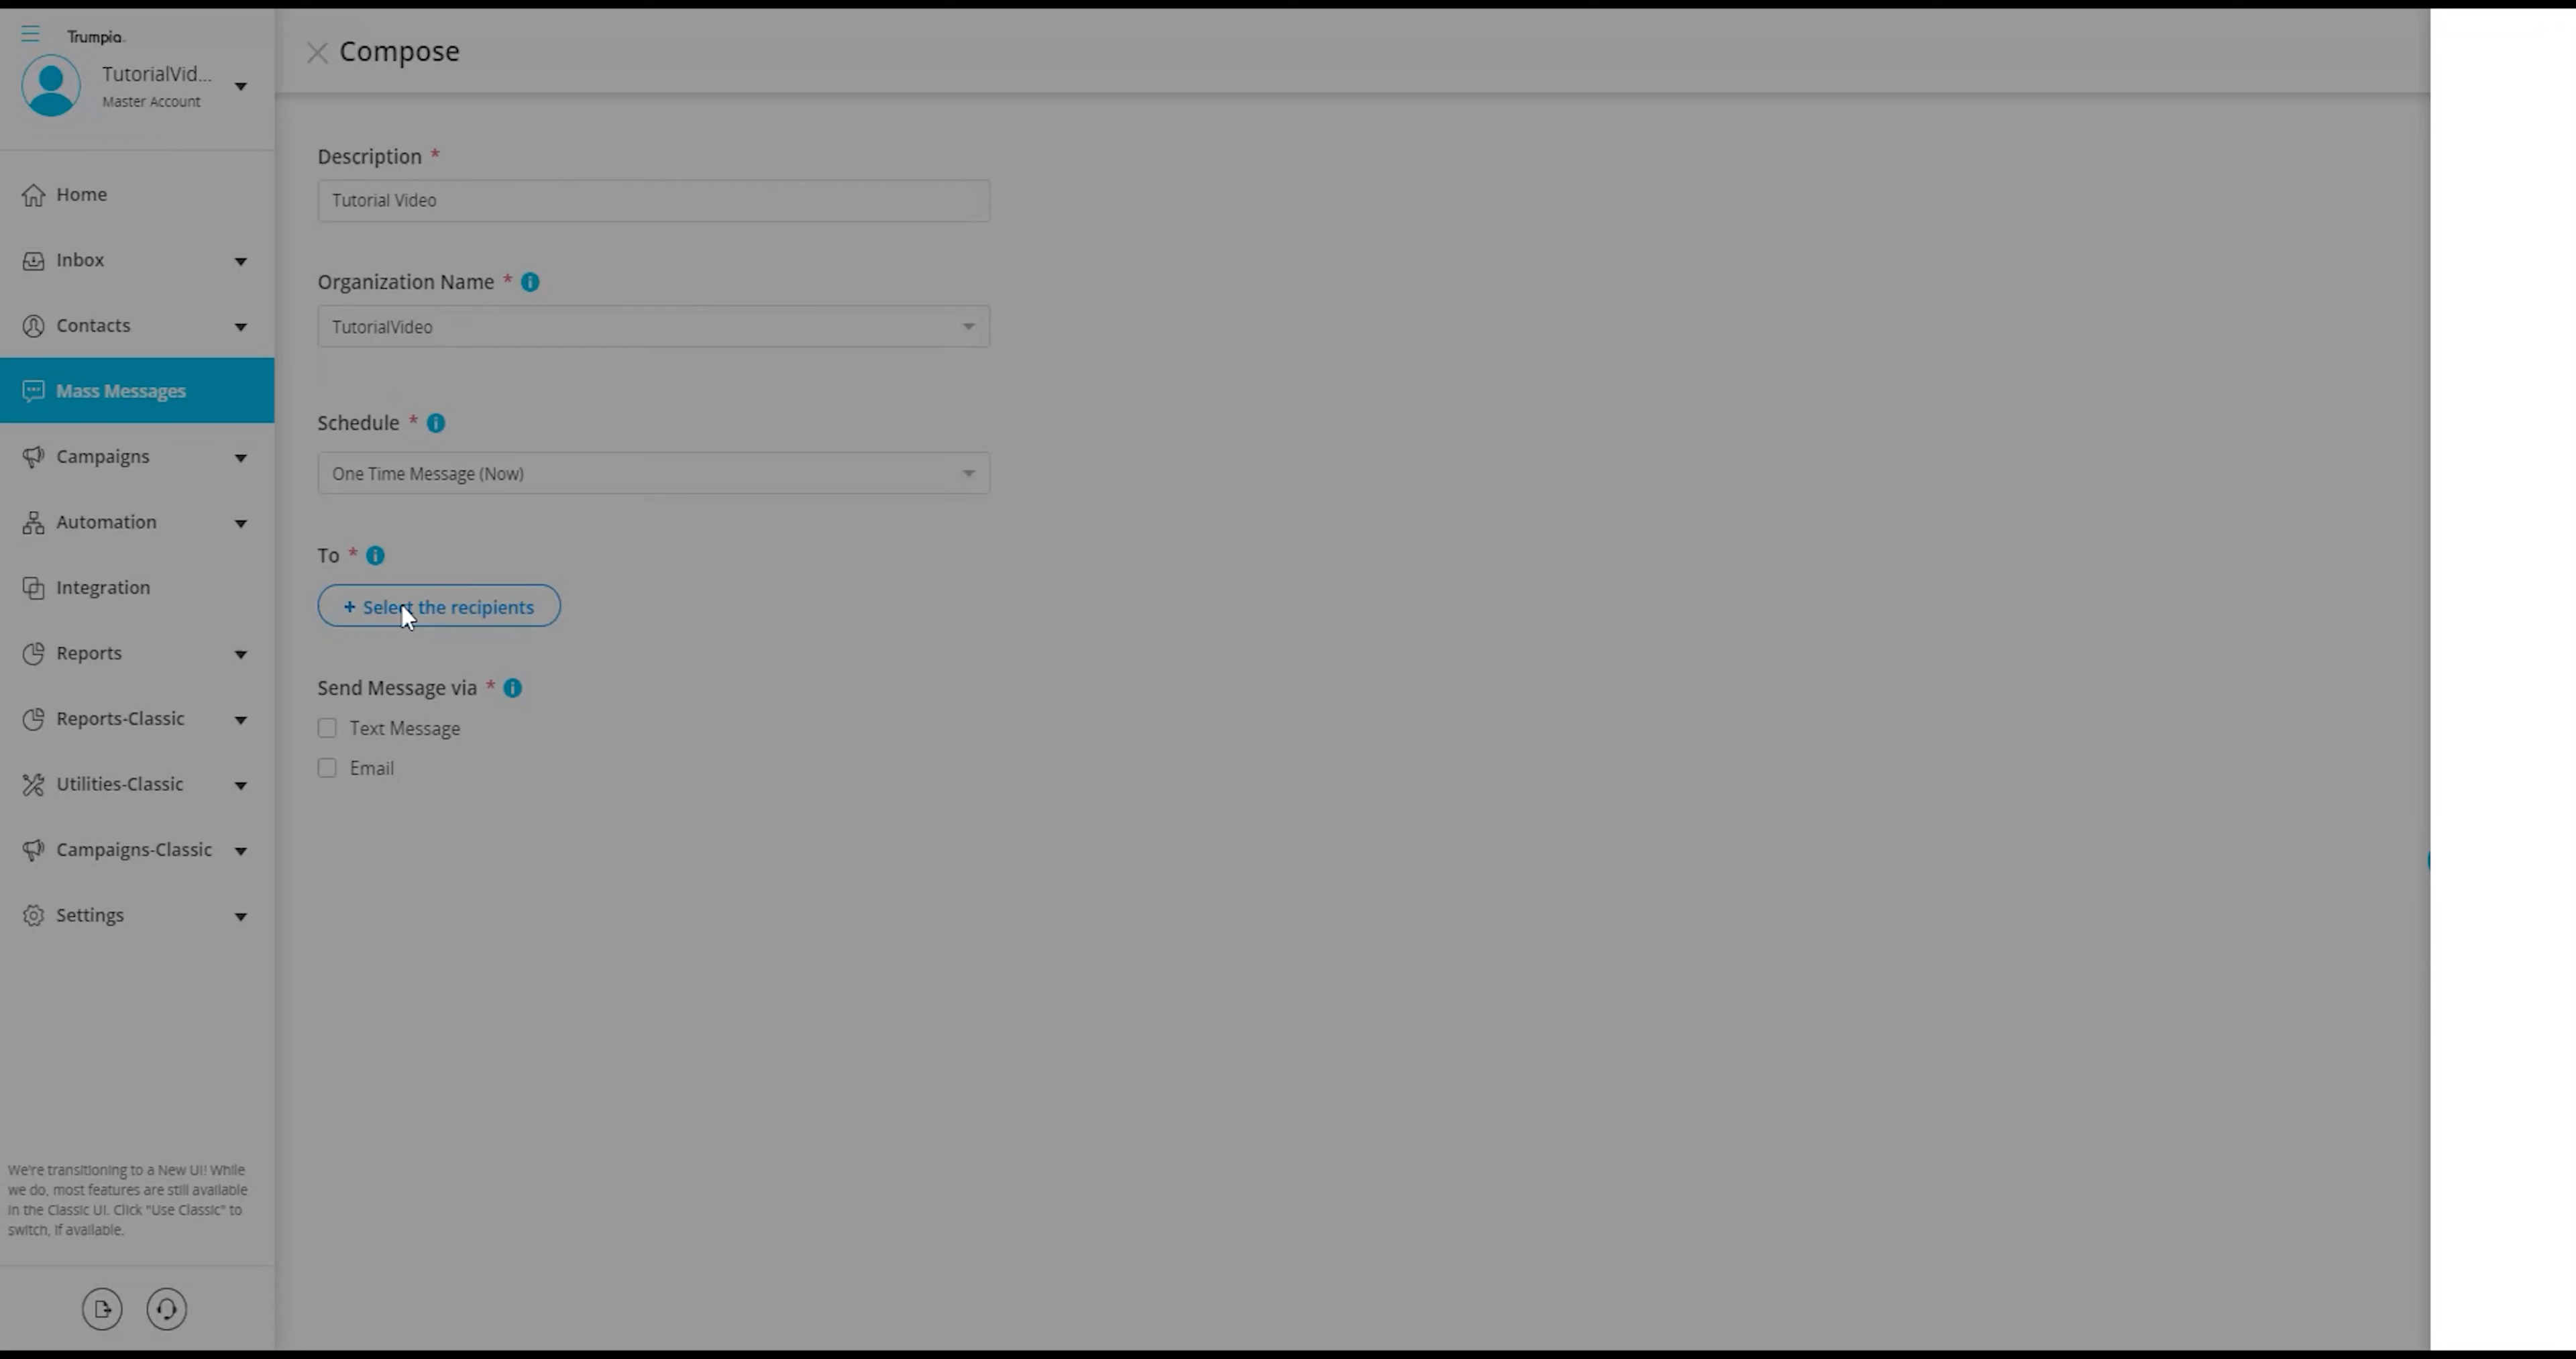 Trumpia.
TutorialVid...
Master Account
Home
Inbox
Contacts
Mass Messages
Campaigns
Automation
Integration
Reports
Reports-Classic
Utilities-Classic
Campaigns-Classic
Settings
We're transitioning to a New UI! While
we do, most features are still available
in the Classic UI. Click "Use Classic" to
switch, if available.
Compose
Description *
Tutorial Video
Organization Name *
TutorialVideo
Schedule *
One Time Message (Now)
To *
+ Select the recipients
Send Message via *
Text Message
Email